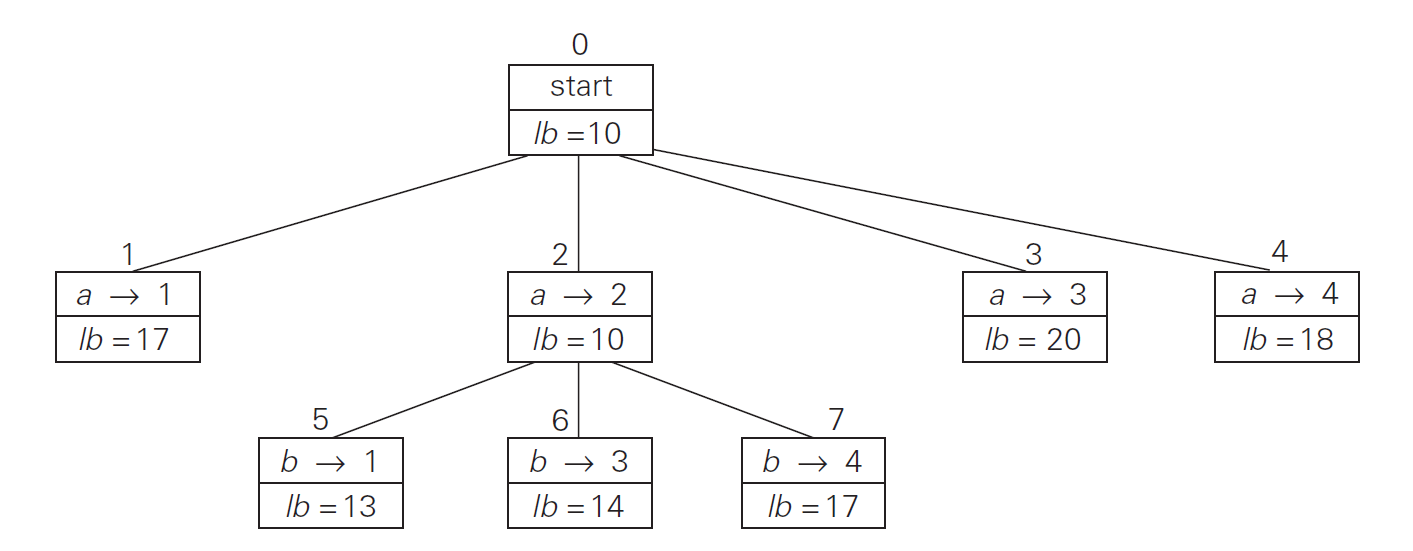 0
start
lb = 10
1
2
3
4
a → 1
a → 2
a → 3
a → 4
lb = 17
lb = 10
lb = 20
lb = 18
5
6
7
b → 1
b → 3
b → 4
lb = 13
lb = 14
lb = 17